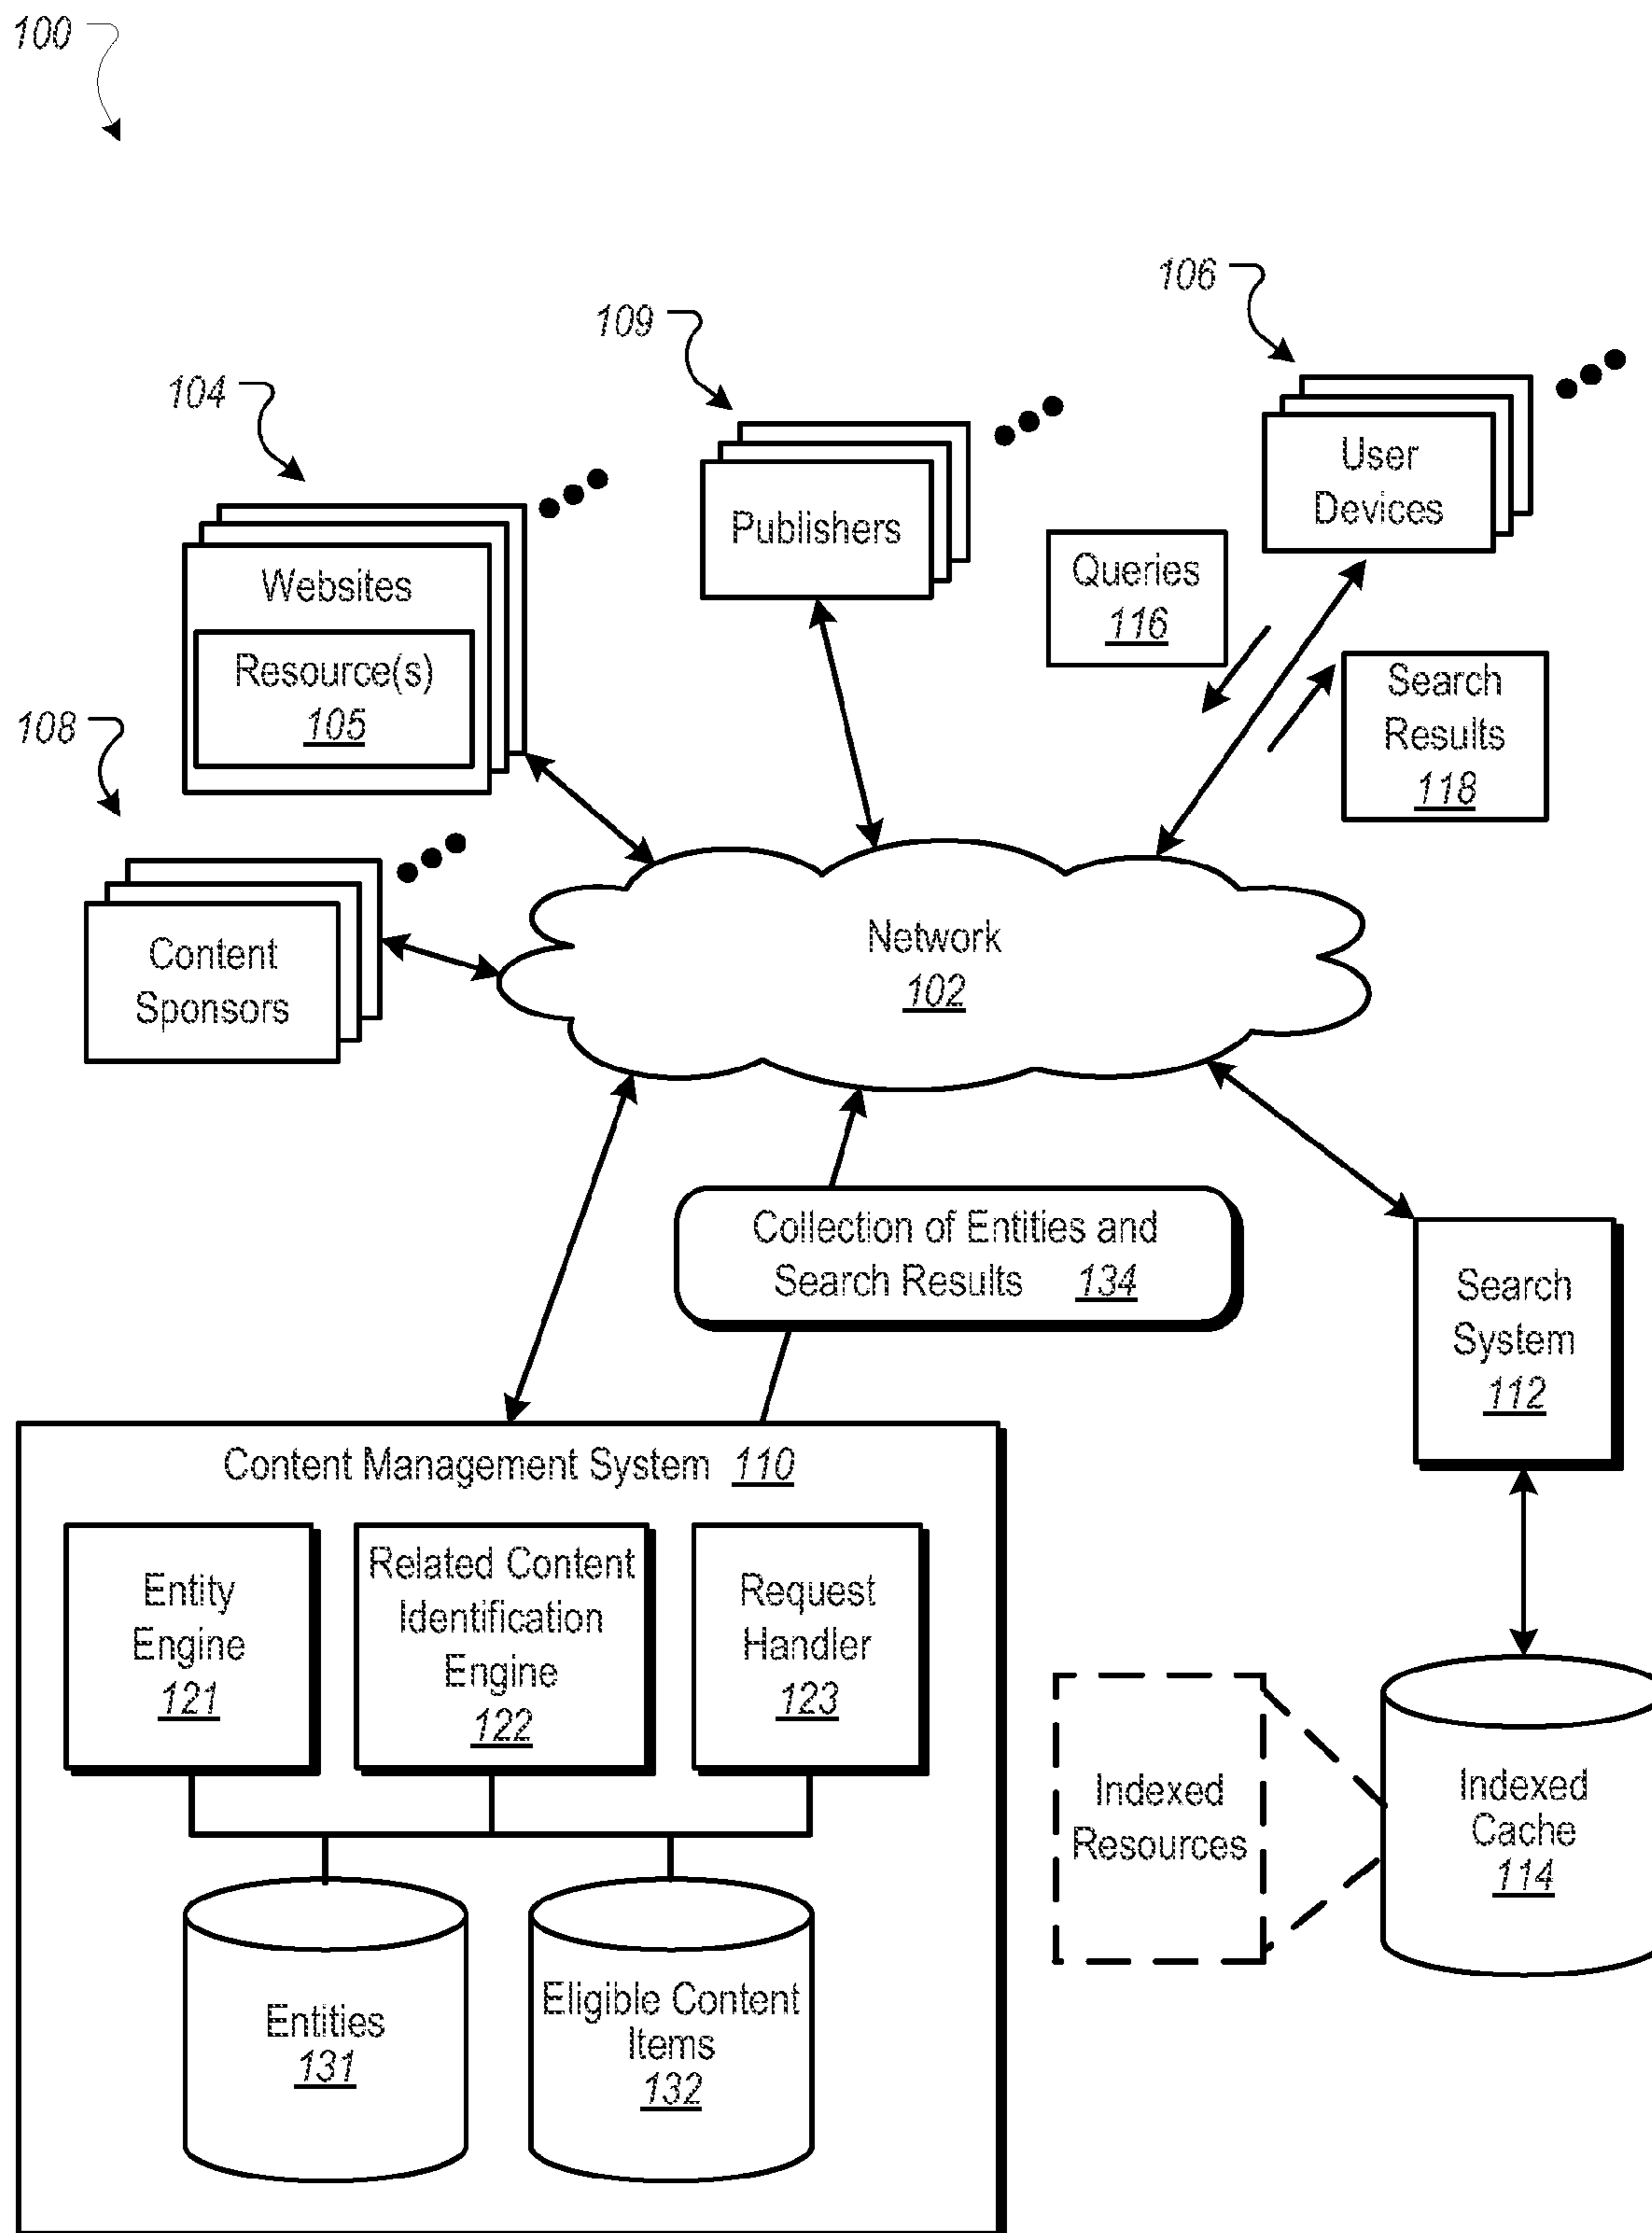 100
106
109
104
User
Devices
Publishers
Queries
116
Websites
Resource(s)
105
Search
Results
118
108
Content
Sponsors
Network
102
Collection of Entities and
Search Results 134
Search
System
112
Content Management System 110
Entity
Engine
121
Related Content
Identification
Engine
122
Request
Handler
123
Indexed
Resources
Indexed
Cache
114
Entities
131
Eligible Content
Items
132